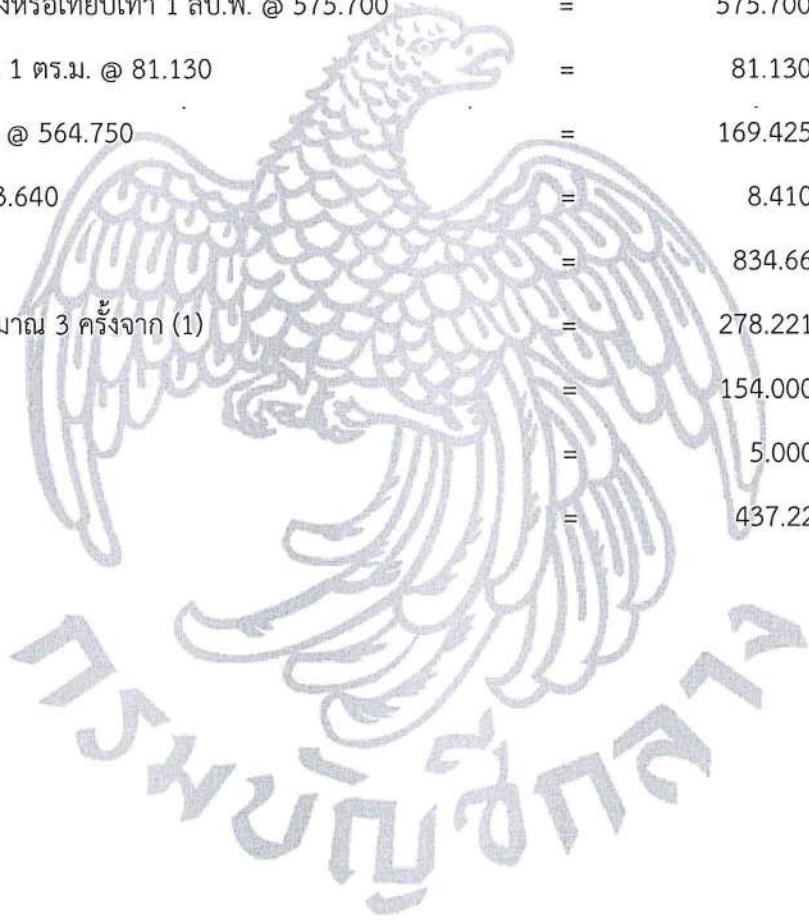 งหรือเทียบเท่า 1 ลบ.ฟ. @ 575.700 = 575.700
1 ตร.ม. @ 81.130 = 81.130
@ 564.750 = 169.425
3.640 = 8.410
= 834.66
มาณ 3 ครั้งจาก (1) = 278.221
= 154.000
= 5.000
= 437.22
กรมบัญชีกลาง